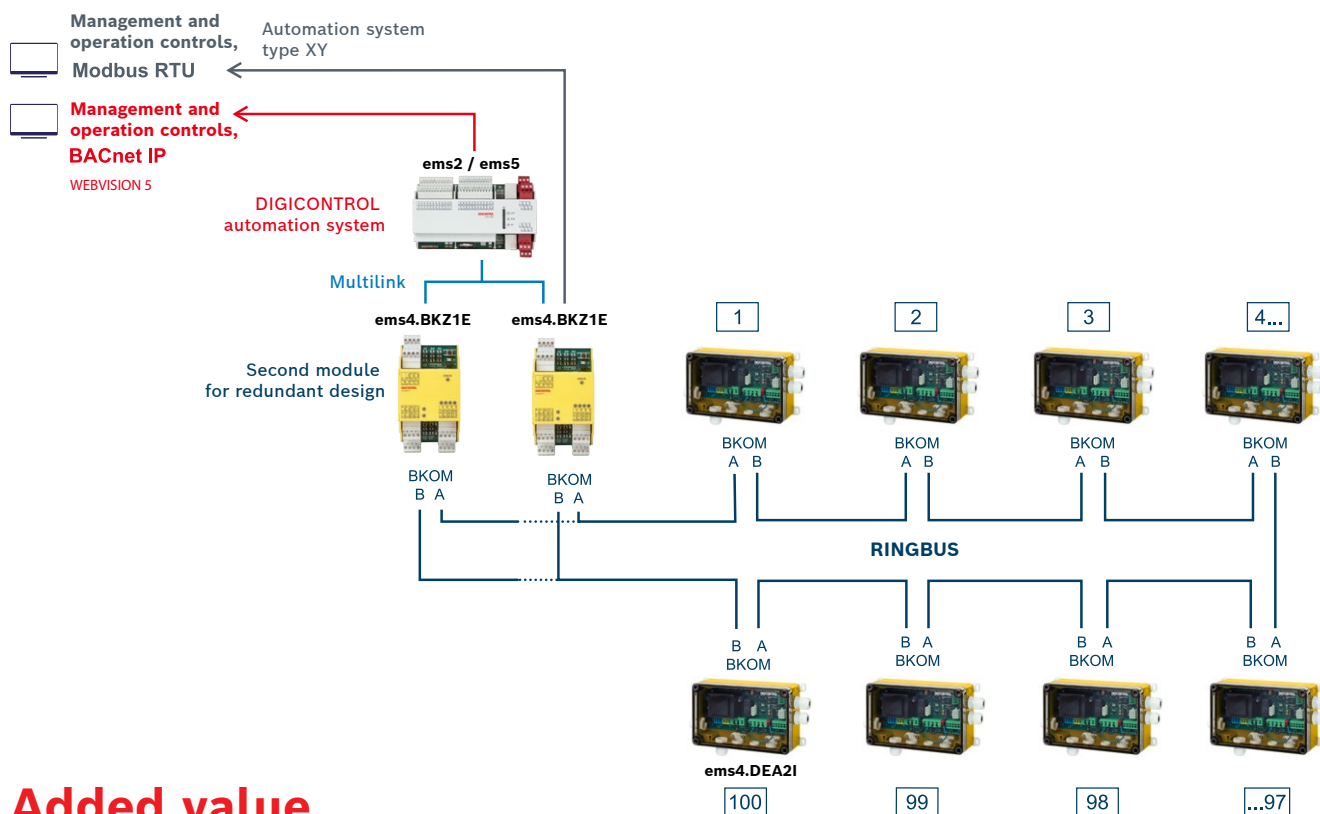 Management and
operation controls,
Modbus RTU
Automation system
type XY
Management and
operation controls,
BACnet IP
WEBVISION 5
ems2 / ems5
DIGICONTROL
automation system
Multilink
ems4.BKZ1E
ems4.BKZ1E
Second module
for redundant design
1
2
3
4...
BKOM
B A
BKOM
B A
BKOM
A B
BKOM
A B
BKOM
A B
BKOM
A B
RINGBUS
B A
BKOM
B A
BKOM
B A
BKOM
B A
BKOM
ems4.DEA2I
100
99
98
...97
Added value